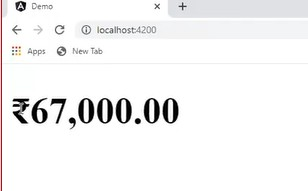 Demo
localhost:4200
Apps
New Tab
₹67,000.00